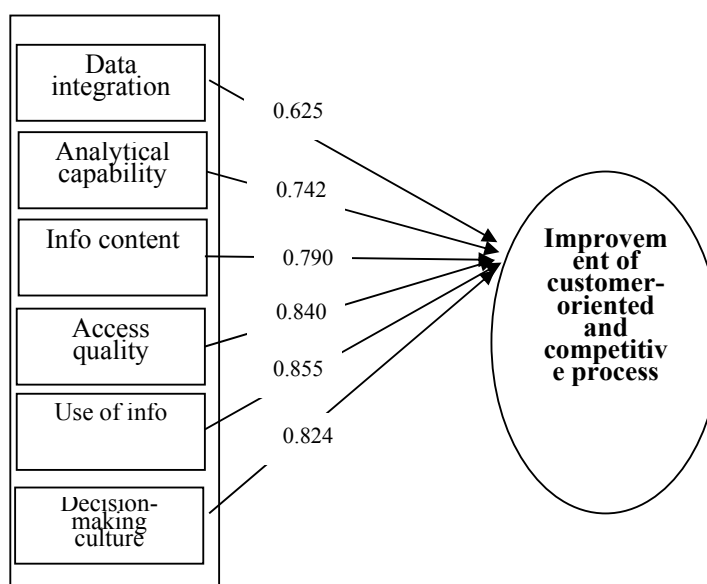 Data
integration
0.625
Analytical
capability
0.742
Info content
0.790
Access
quality
0.840
Use of info
0.855
Decision-
making
culture
0.824
Improvem
ent of
customer-
oriented
and
competitiv
e process